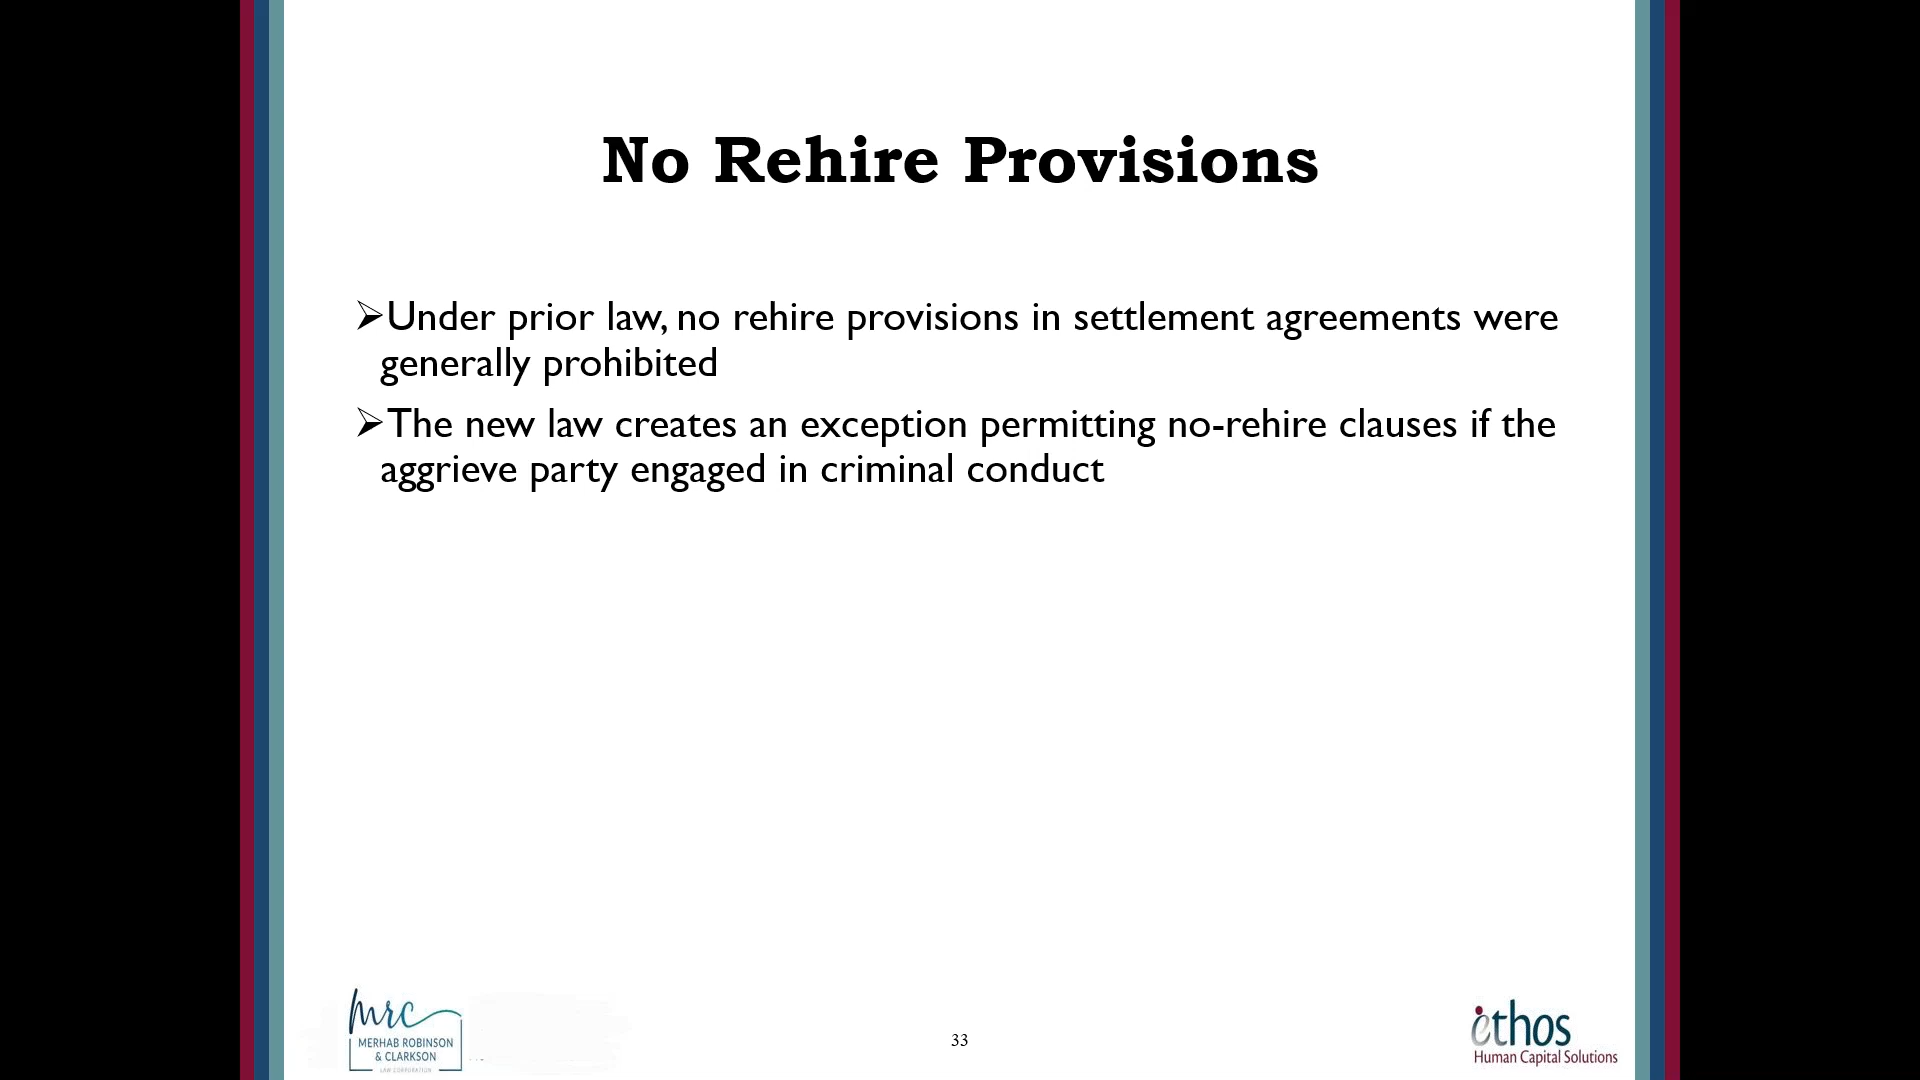 No Rehire Provisions
➢Under prior law, no rehire provisions in settlement agreements were
generally prohibited
➢The new law creates an exception permitting no-rehire clauses if the
aggrieve party engaged in criminal conduct
mrc
MERHAB ROBINSON
& CLARKSON
LAW CORPORATION
33
ethos
Human Capital Solutions